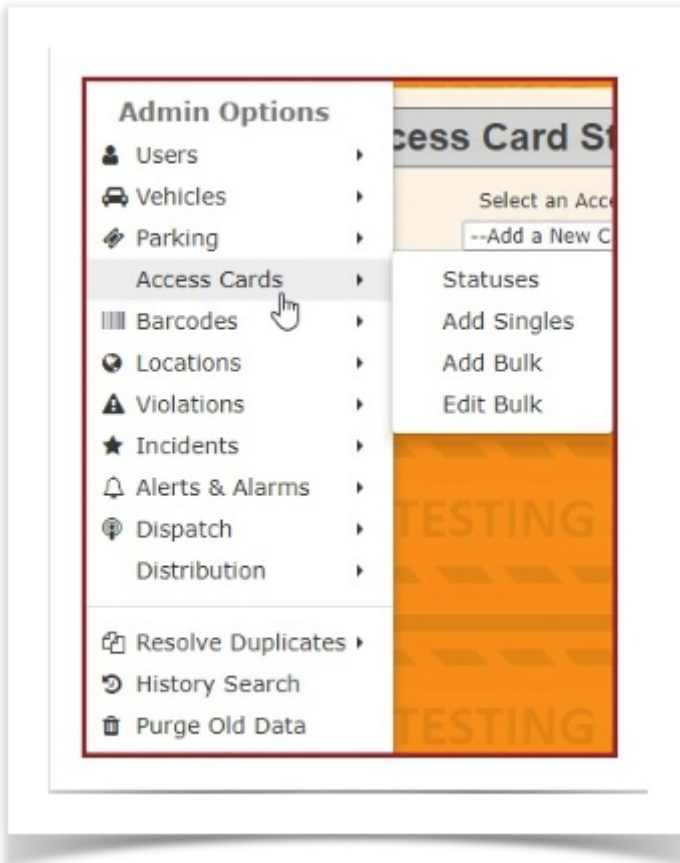 Admin Options
Users
Vehicles
Parking
Access Cards
Barcodes
Locations
Violations
Incidents
Alerts & Alarms
Dispatch
Distribution
Resolve Duplicates
History Search
Purge Old Data
cess Card St
Select an Acce
--Add a New C
Statuses
Add Singles
Add Bulk
Edit Bulk
TESTING
TESTING